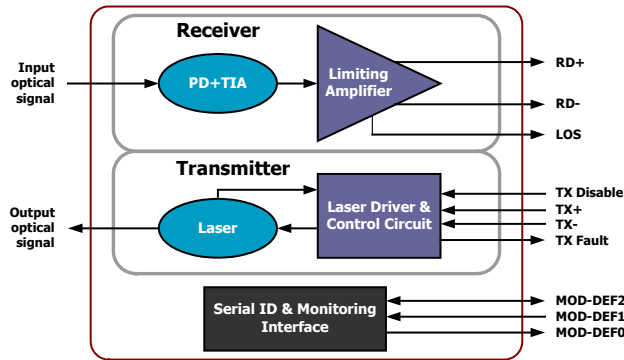 Receiver
Input
optical
signal
PD+TIA
Limiting
Amplifier
RD+
RD-
LOS
Transmitter
Output
optical
signal
Laser
Laser Driver &
Control Circuit
TX Disable
TX+
TX-
TX Fault
Serial ID & Monitoring
Interface
MOD-DEF2
MOD-DEF1
MOD-DEF0